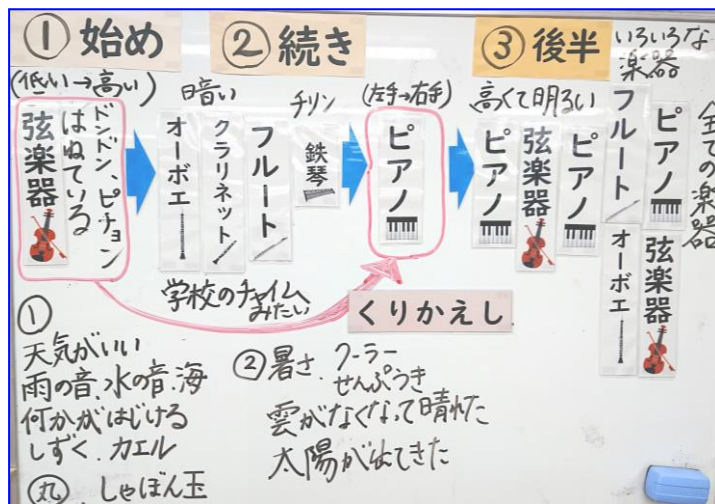 ①始め
②続き
③後半
いろいろな
楽器
(低い→高い)
弦楽器
ドンドン、ピチョン
はねている
暗い
オーボエ
クラリネット
フルート
チリン
鉄琴
(左手→右手)
ピアノ
高くて明るい
ピアノ
弦楽器
ピアノ
フルート
オーボエ
ピアノ
弦楽器
全ての楽器
学校のチャイム
みたい
くりかえし
①
天気がいい
雨の音、水の音、海
何かがはじける
しずく、カエル
丸 しゃぼん玉
②暑さ、クーラー
せんぷうき
雲がなくなって晴れた
太陽が出てきた